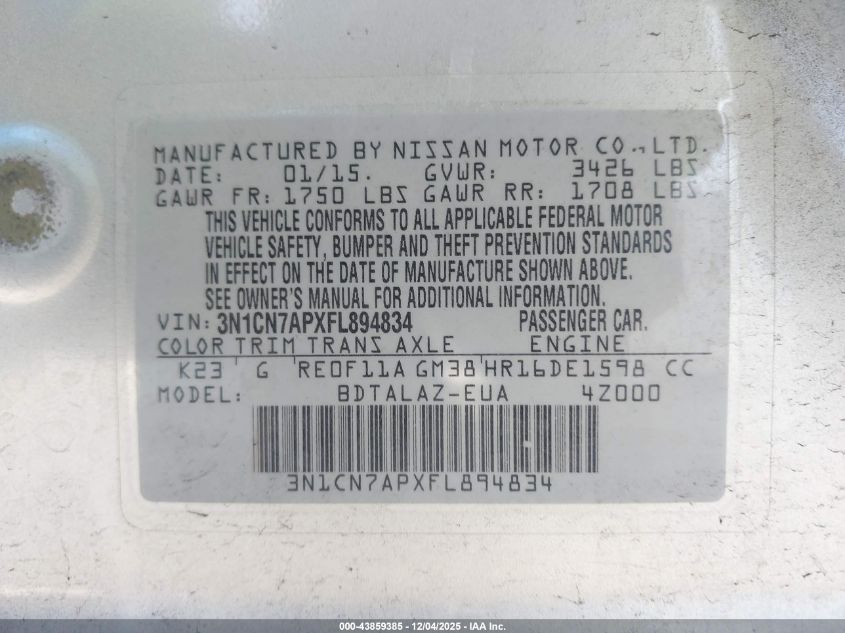 MANUFACTURED BY NISSAN MOTOR CO., LTD.
DATE: 01/15. GVWR: 3426 LBS
GAWR FR: 1750 LBS GAWR RR: 1708 LBS
THIS VEHICLE CONFORMS TO ALL APPLICABLE FEDERAL MOTOR
VEHICLE SAFETY, BUMPER AND THEFT PREVENTION STANDARDS
IN EFFECT ON THE DATE OF MANUFACTURE SHOWN ABOVE.
SEE OWNER'S MANUAL FOR ADDITIONAL INFORMATION.
VIN: 3N1CN7APXFL894834 PASSENGER CAR.
COLOR TRIM TRANS AXLE ENGINE
K23 G RE0F11A GM38 HR16DE1598 CC
MODEL: BDTALAZ-EUA 4Z000
3N1CN7APXFL894834
000-43859385 - 12/04/2025 - IAA Inc.